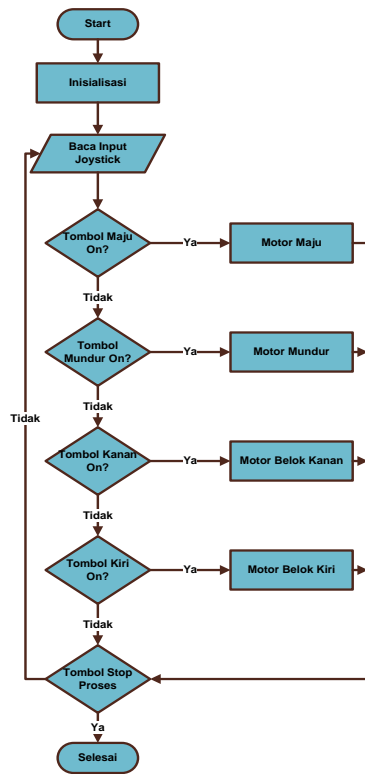 Start
Inisialisasi
Baca Input
Joystick
Tombol Maju
On?
Ya
Motor Maju
Tidak
Tombol
Mundur On?
Ya
Motor Mundur
Tidak
Tidak
Tombol Kanan
On?
Ya
Motor Belok Kanan
Tidak
Tombol Kiri
On?
Ya
Motor Belok Kiri
Tidak
Tombol Stop
Proses
Ya
Selesai